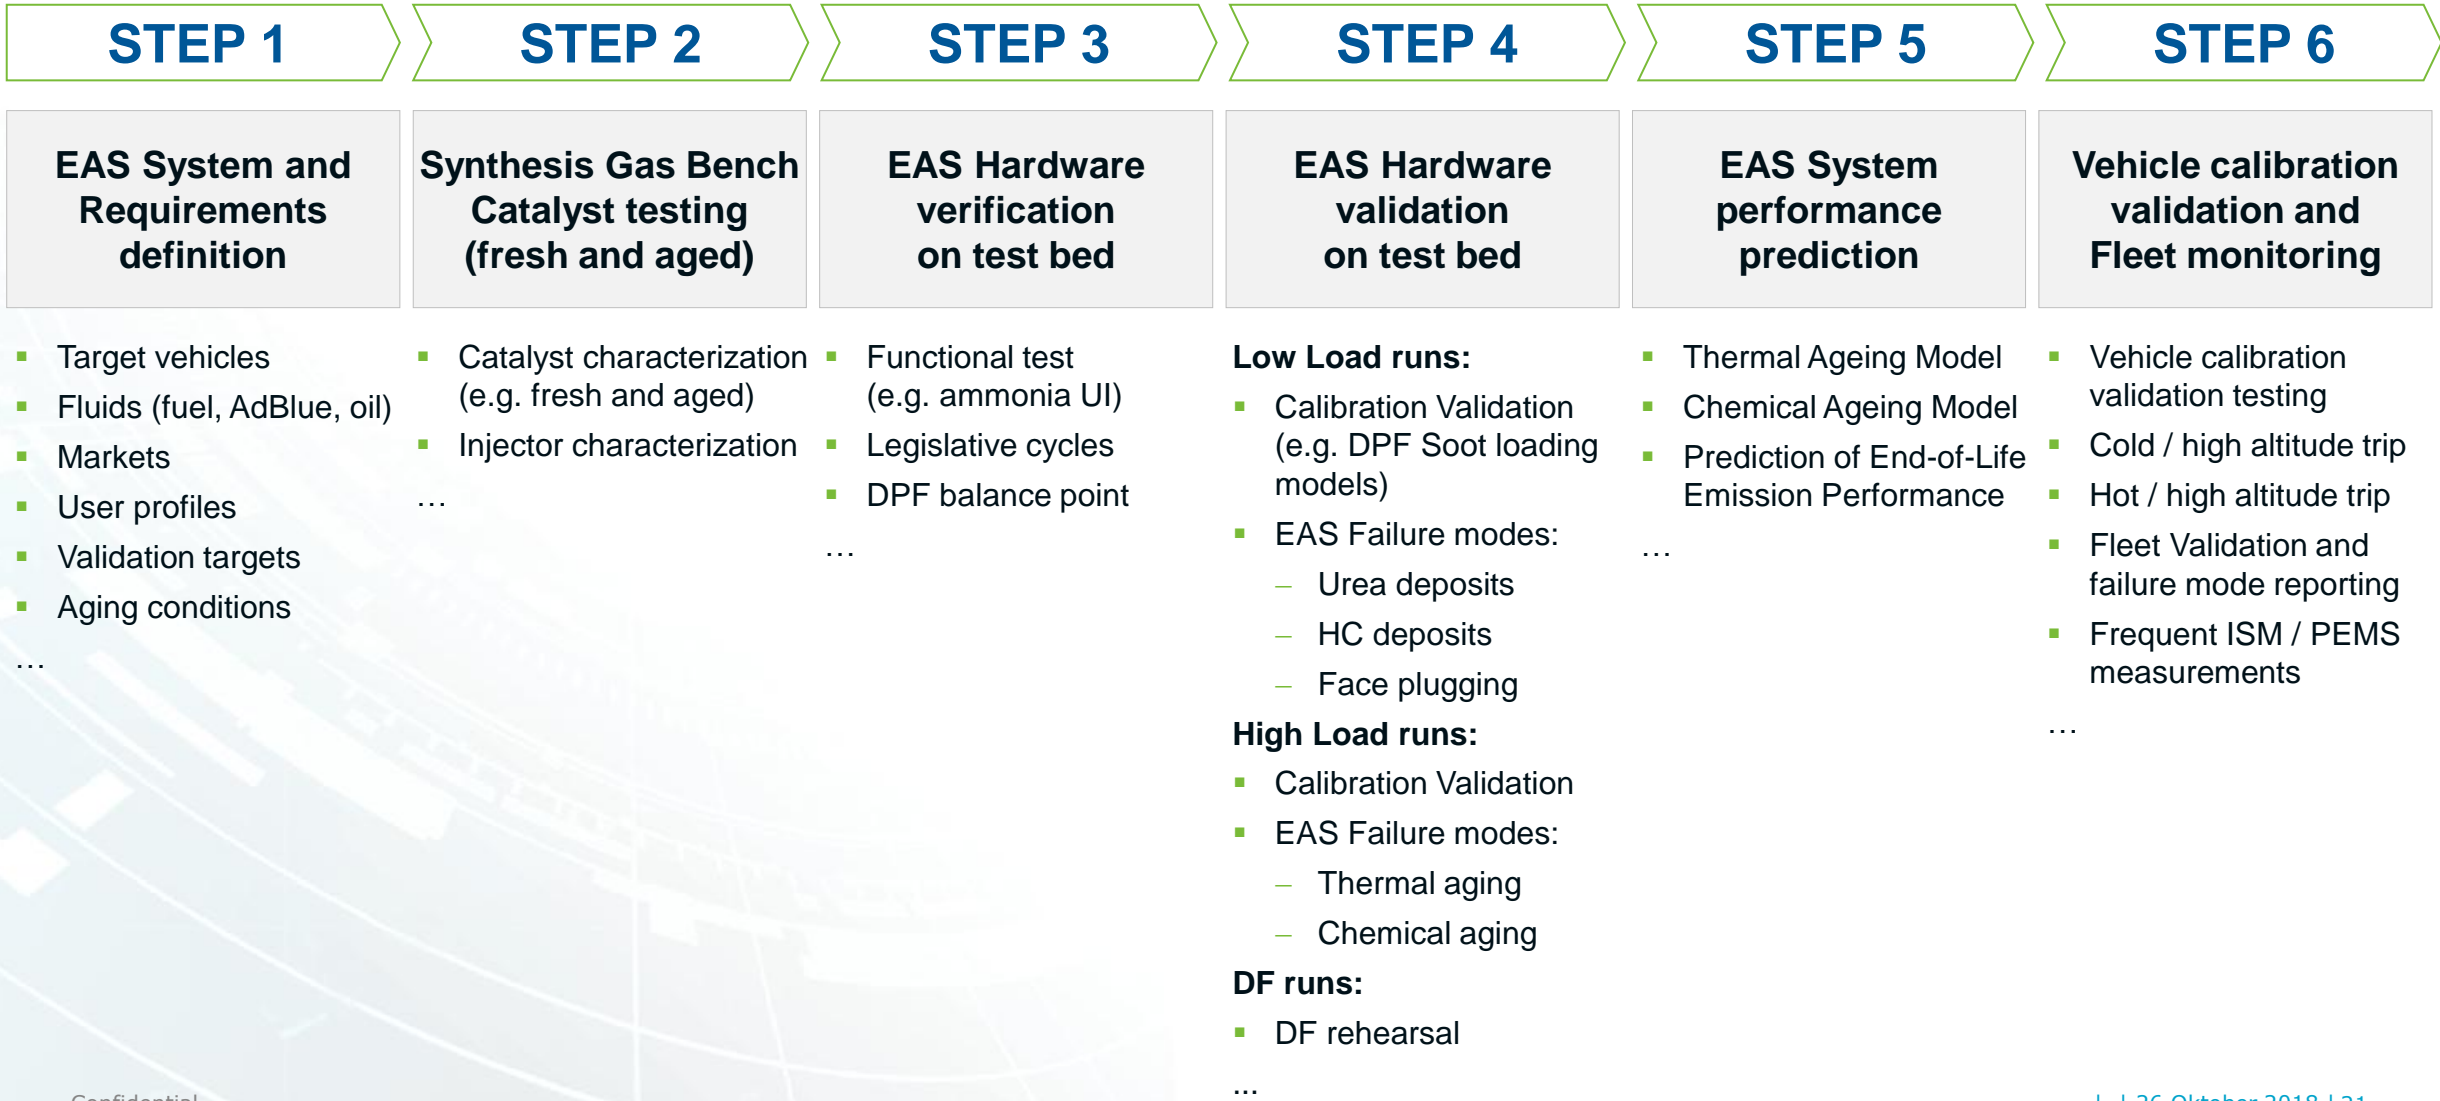 STEP 1
STEP 2
STEP 3
STEP 4
STEP 5
STEP 6
EAS System and
Requirements
definition
Synthesis Gas Bench
Catalyst testing
(fresh and aged)
EAS Hardware
verification
on test bed
EAS Hardware
validation
on test bed
EAS System
performance
prediction
Vehicle calibration
validation and
Fleet monitoring
▪ Target vehicles
▪ Fluids (fuel, AdBlue, oil)
▪ Markets
▪ User profiles
▪ Validation targets
▪ Aging conditions
…
▪ Catalyst characterization
(e.g. fresh and aged)
▪ Injector characterization
…
▪ Functional test
(e.g. ammonia UI)
▪ Legislative cycles
▪ DPF balance point
…
Low Load runs:
▪ Calibration Validation
(e.g. DPF Soot loading
models)
▪ EAS Failure modes:
– Urea deposits
– HC deposits
– Face plugging
High Load runs:
▪ Calibration Validation
▪ EAS Failure modes:
– Thermal aging
– Chemical aging
DF runs:
▪ DF rehearsal
...
▪ Thermal Ageing Model
▪ Chemical Ageing Model
▪ Prediction of End-of-Life
Emission Performance
…
▪ Vehicle calibration
validation testing
▪ Cold / high altitude trip
▪ Hot / high altitude trip
▪ Fleet Validation and
failure mode reporting
▪ Frequent ISM / PEMS
measurements
…
Confidential
| | 26 Oktober 2018 | 21